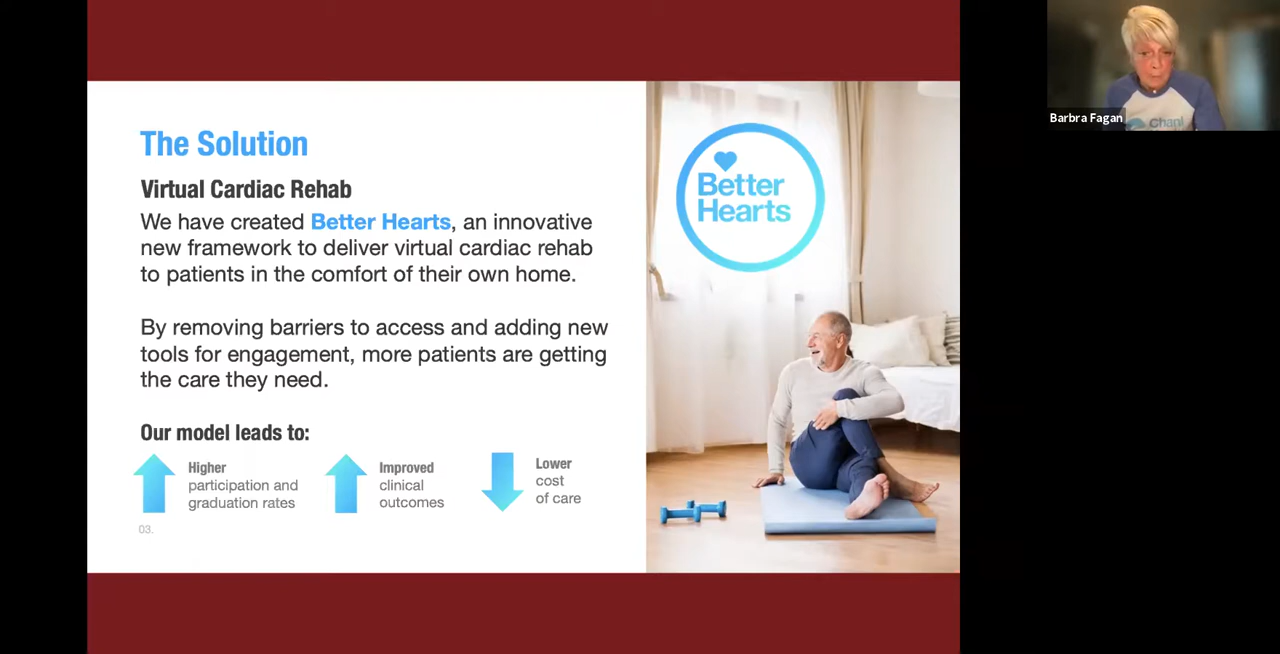 The Solution
Virtual Cardiac Rehab
We have created Better Hearts, an innovative
new framework to deliver virtual cardiac rehab
to patients in the comfort of their own home.
By removing barriers to access and adding new
tools for engagement, more patients are getting
the care they need.
Our model leads to:
Higher
participation and
graduation rates
Improved
clinical
outcomes
Lower
cost
of care
03.
Better
Hearts
Barbra Fagan